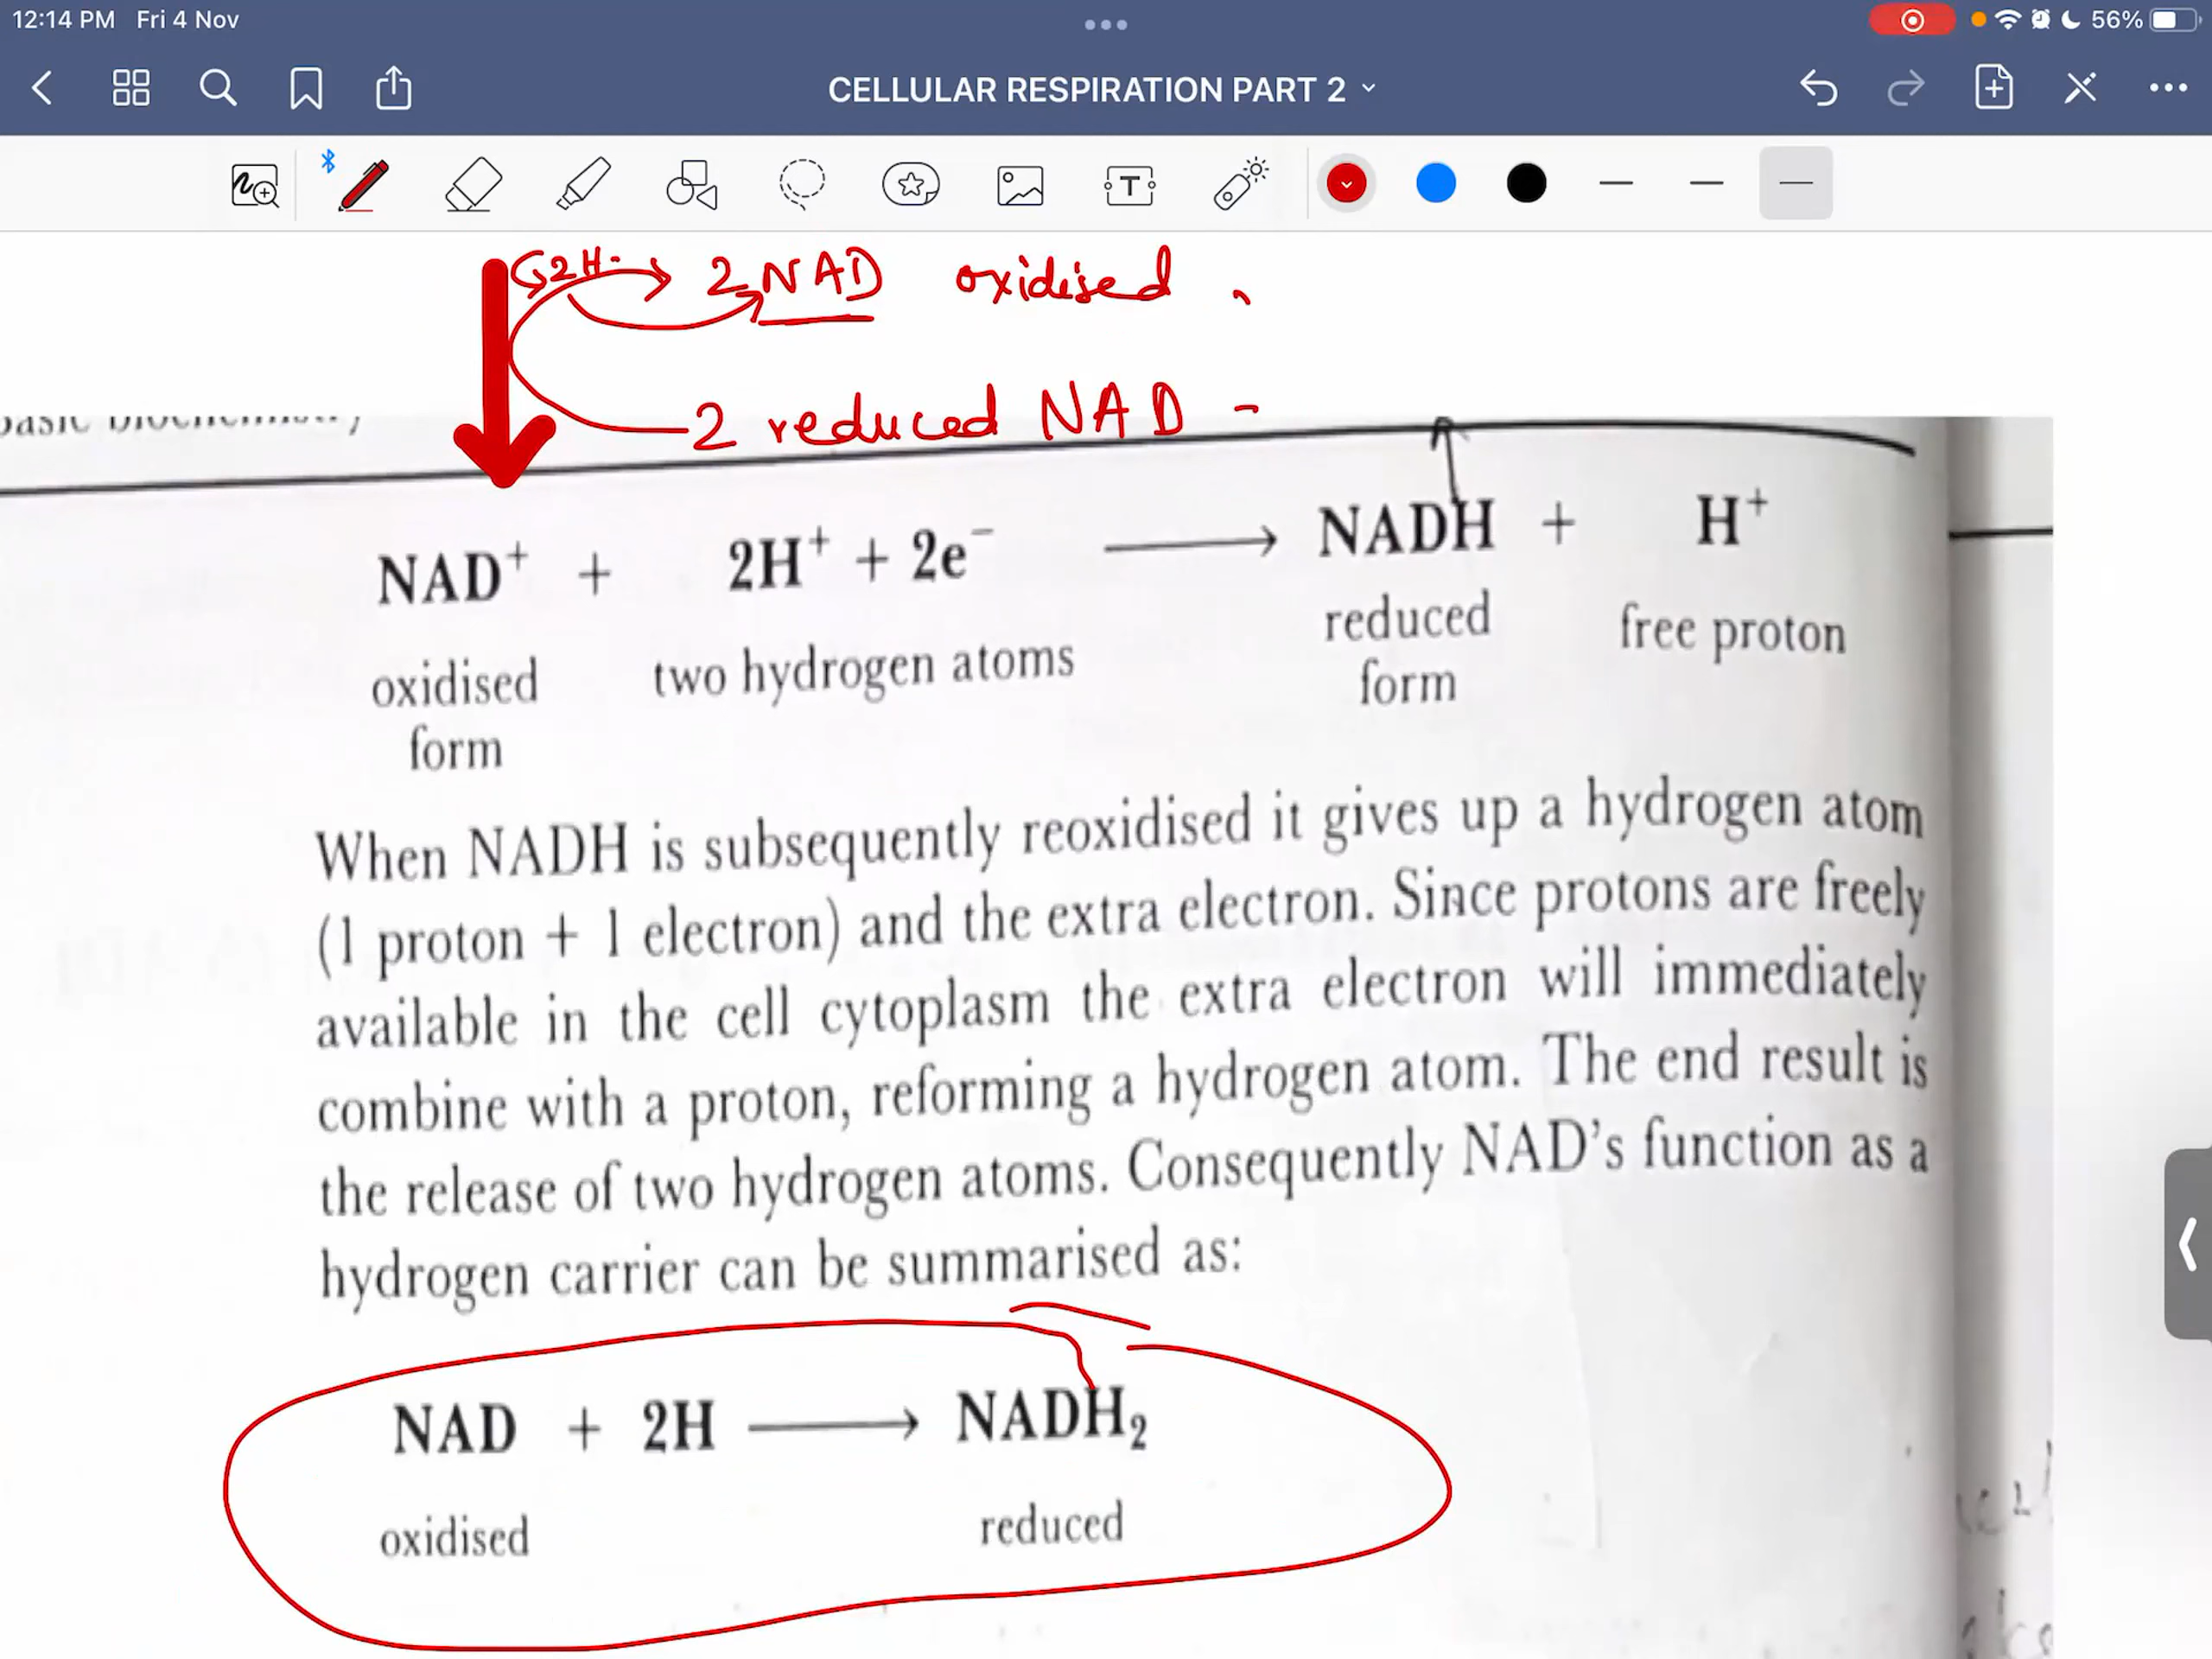 12:14 PM Fri 4 Nov
56%
CELLULAR RESPIRATION PART 2
T
2H 2 NAD oxidised
2 reduced NAD -
basic biochemistry
NAD⁺ + 2H⁺ + 2e⁻ ⟶ NADH + H⁺
oxidised form two hydrogen atoms reduced form free proton
When NADH is subsequently reoxidised it gives up a hydrogen atom
(1 proton + 1 electron) and the extra electron. Since protons are freely
available in the cell cytoplasm the extra electron will immediately
combine with a proton, reforming a hydrogen atom. The end result is
the release of two hydrogen atoms. Consequently NAD's function as a
hydrogen carrier can be summarised as:
NAD + 2H ⟶ NADH₂
oxidised reduced